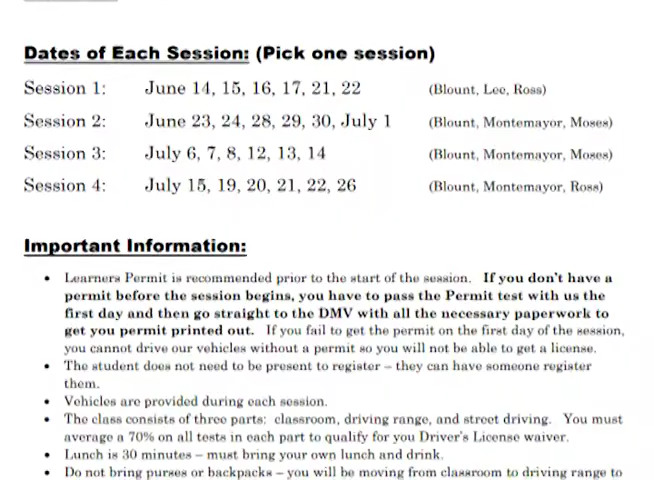 Dates of Each Session: (Pick one session)
Session 1: June 14, 15, 16, 17, 21, 22 (Blount, Lee, Ross)
Session 2: June 23, 24, 28, 29, 30, July 1 (Blount, Montemayor, Moses)
Session 3: July 6, 7, 8, 12, 13, 14 (Blount, Montemayor, Moses)
Session 4: July 15, 19, 20, 21, 22, 26 (Blount, Montemayor, Ross)
Important Information:
• Learners Permit is recommended prior to the start of the session. If you don't have a
permit before the session begins, you have to pass the Permit test with us the
first day and then go straight to the DMV with all the necessary paperwork to
get you permit printed out. If you fail to get the permit on the first day of the session,
you cannot drive our vehicles without a permit so you will not be able to get a license.
• The student does not need to be present to register – they can have someone register
them.
• Vehicles are provided during each session.
• The class consists of three parts: classroom, driving range, and street driving. You must
average a 70% on all tests in each part to qualify for you Driver's License waiver.
• Lunch is 30 minutes – must bring your own lunch and drink.
• Do not bring purses or backpacks – you will be moving from classroom to driving range to